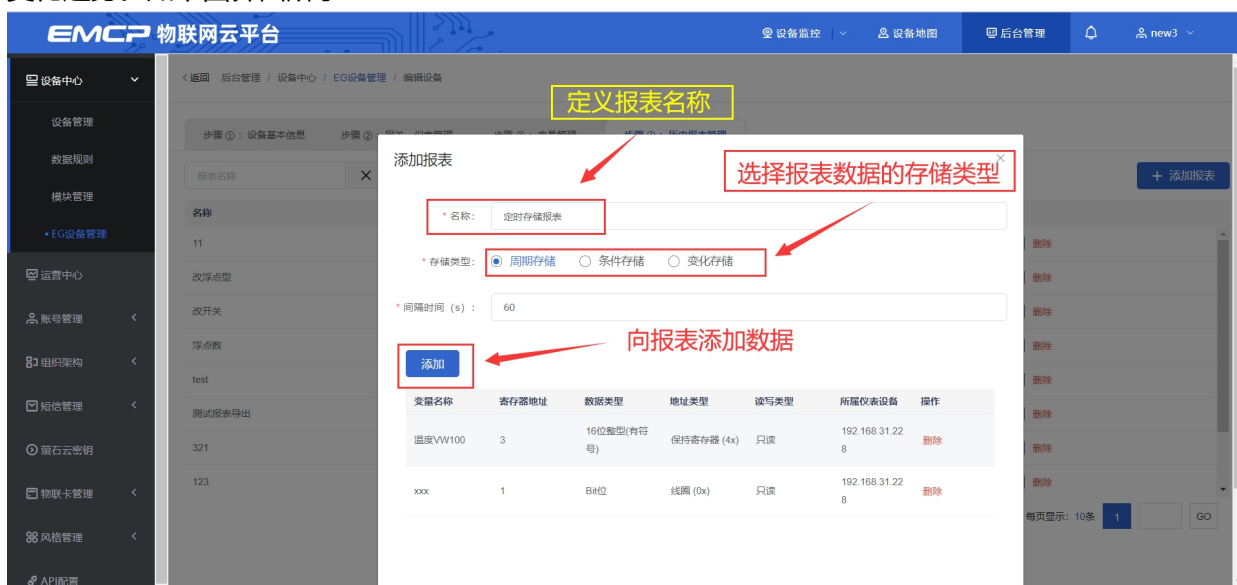 EMCP 物联网云平台 设备监控 设备地图 后台管理 new3
设备中心 <返回 后台管理 / 设备中心 / EG设备管理 / 编辑设备
定义报表名称
设备管理
步骤 ①: 设备基本信息 步骤 ②
数据规则
添加报表
选择报表数据的存储类型
报表名称
+ 添加报表
模块管理
名称
* 名称: 定时存储报表
• EG设备管理
11 删除
* 存储类型: 周期存储 条件存储 变化存储
运营中心
改浮点型 删除
* 间隔时间 (s) : 60
账号管理
改开关 删除
向报表添加数据
浮点数 删除
组织架构
添加
test 删除
变量名称 寄存器地址 数据类型 地址类型 读写类型 所属仪表设备 操作
短信管理
测试报表导出 删除
温度VW100 3 16位整型(有符号) 保持寄存器 (4x) 只读 192.168.31.228 删除
萤石云密钥
321 删除
物联卡管理
123 删除
xxx 1 Bit位 线圈 (0x) 只读 192.168.31.228 删除
每页显示: 10条 1 GO
风格管理
API配置